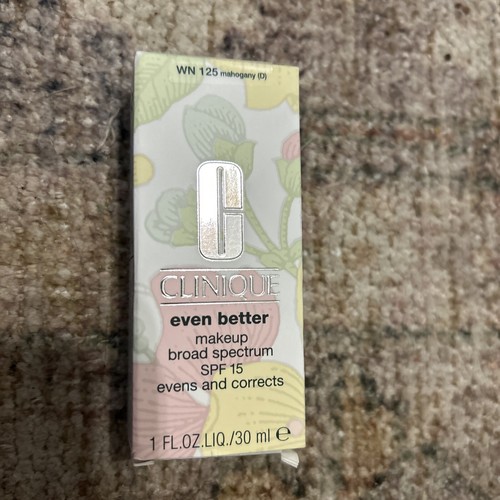 WN 125 mahogany (D)
CLINIQUE
even better
makeup
broad spectrum
SPF 15
evens and corrects
1 FL.OZ.LIQ./30 ml ℮